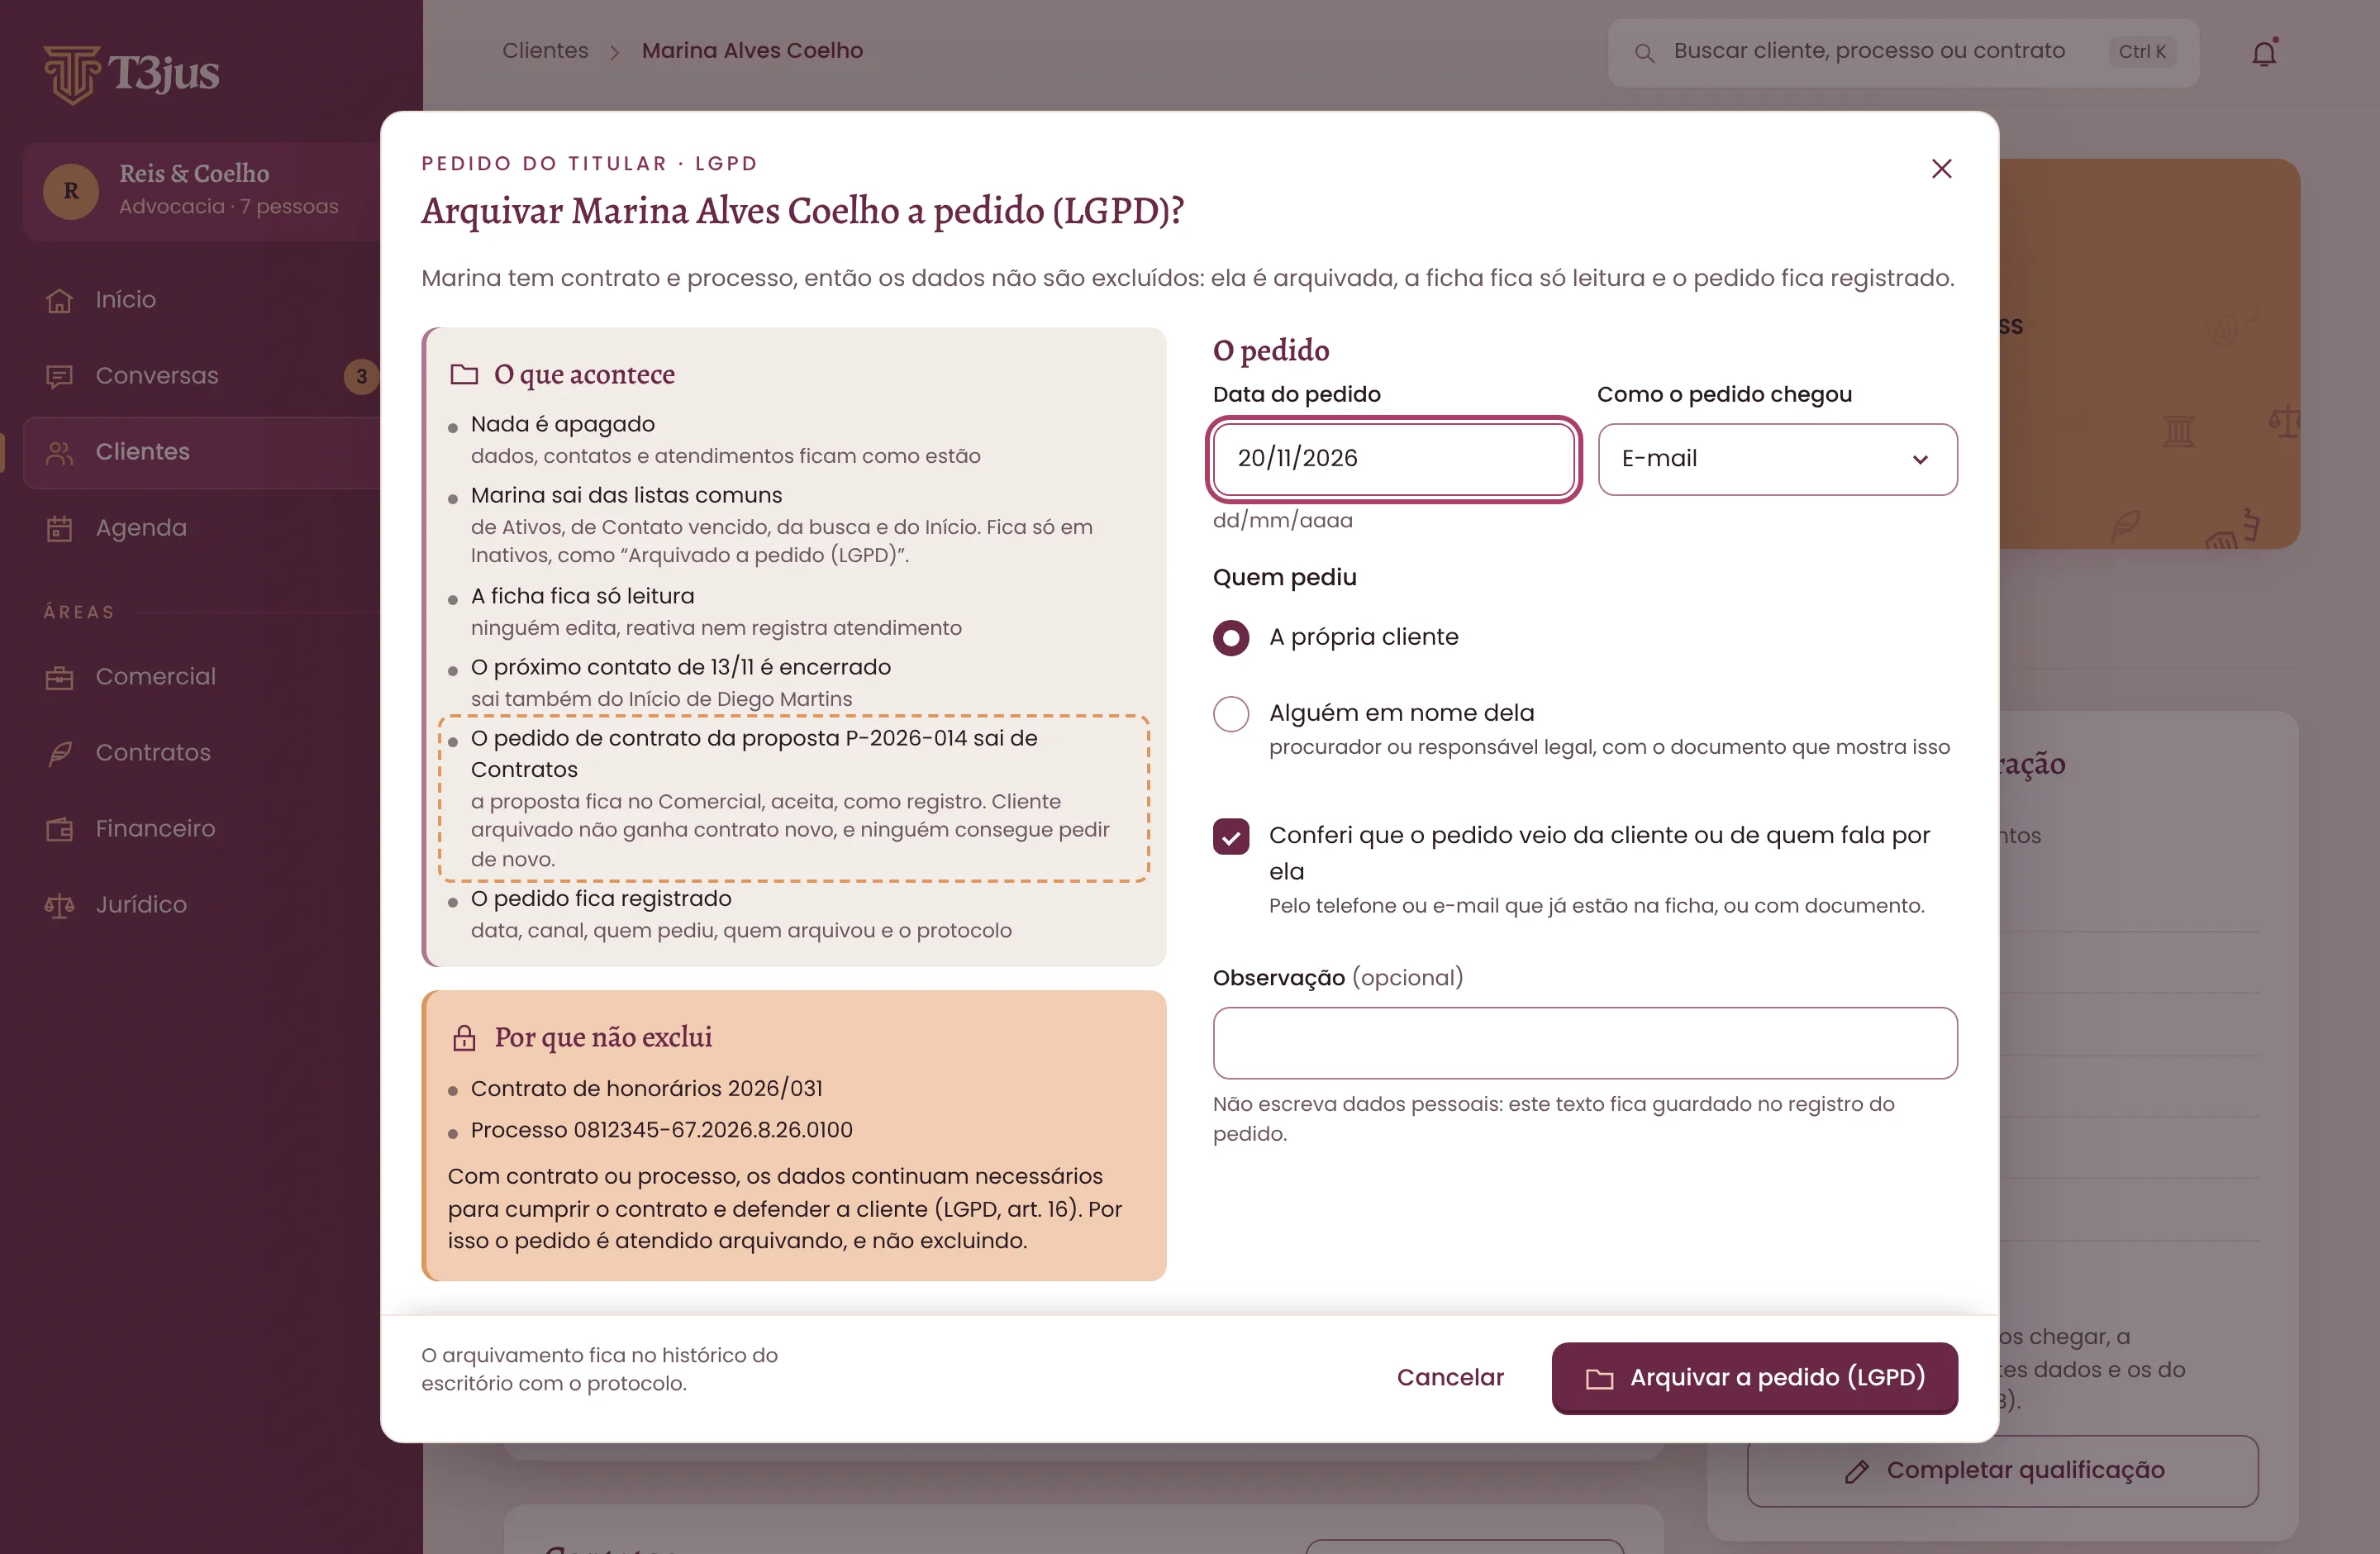 T3jus
Clientes > Marina Alves Coelho
Buscar cliente, processo ou contrato
Ctrl K
R
Reis & Coelho
Advocacia · 7 pessoas
Início
Conversas
3
Clientes
Agenda
ÁREAS
Comercial
Contratos
Financeiro
Jurídico
PEDIDO DO TITULAR · LGPD
Arquivar Marina Alves Coelho a pedido (LGPD)?
Marina tem contrato e processo, então os dados não são excluídos: ela é arquivada, a ficha fica só leitura e o pedido fica registrado.
O que acontece
Nada é apagado
dados, contatos e atendimentos ficam como estão
Marina sai das listas comuns
de Ativos, de Contato vencido, da busca e do Início. Fica só em
Inativos, como “Arquivado a pedido (LGPD)”.
A ficha fica só leitura
ninguém edita, reativa nem registra atendimento
O próximo contato de 13/11 é encerrado
sai também do Início de Diego Martins
O pedido de contrato da proposta P-2026-014 sai de
Contratos
a proposta fica no Comercial, aceita, como registro. Cliente
arquivado não ganha contrato novo, e ninguém consegue pedir
de novo.
O pedido fica registrado
data, canal, quem pediu, quem arquivou e o protocolo
Por que não exclui
Contrato de honorários 2026/031
Processo 0812345-67.2026.8.26.0100
Com contrato ou processo, os dados continuam necessários
para cumprir o contrato e defender a cliente (LGPD, art. 16). Por
isso o pedido é atendido arquivando, e não excluindo.
O pedido
Data do pedido
20/11/2026
dd/mm/aaaa
Como o pedido chegou
E-mail
Quem pediu
A própria cliente
Alguém em nome dela
procurador ou responsável legal, com o documento que mostra isso
Conferi que o pedido veio da cliente ou de quem fala por
ela
Pelo telefone ou e-mail que já estão na ficha, ou com documento.
Observação (opcional)
Não escreva dados pessoais: este texto fica guardado no registro do
pedido.
O arquivamento fica no histórico do
escritório com o protocolo.
Cancelar
Arquivar a pedido (LGPD)
ss
ração
ntos
os chegar, a
tes dados e os do
3).
Completar qualificação